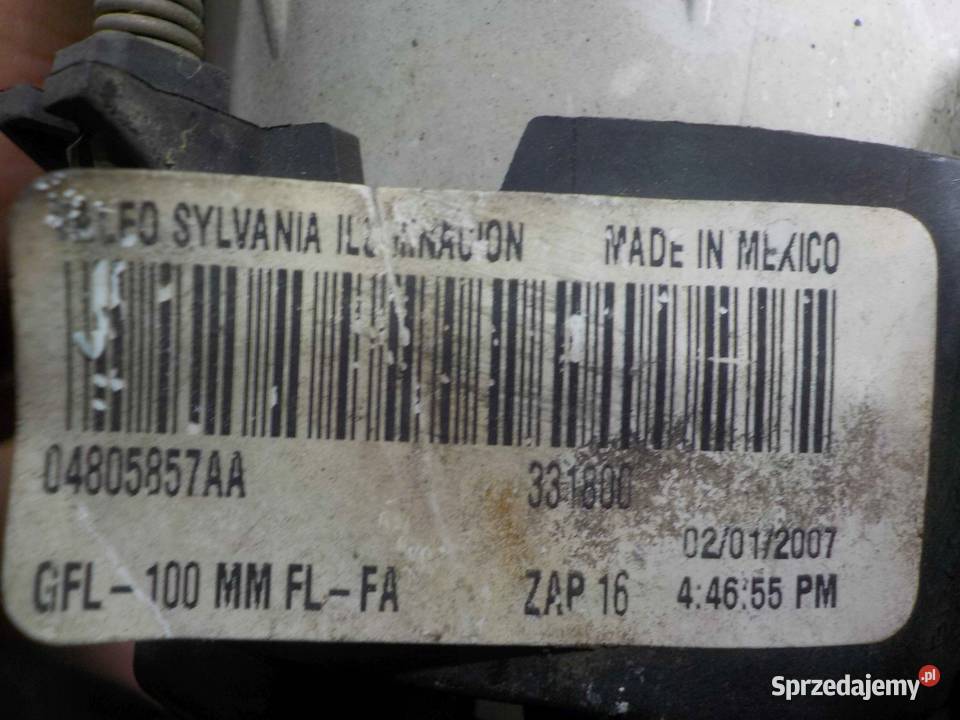 SYLVANIA ILUMINACION MADE IN MEXICO
04805857AA 331800
02/01/2007
GFL-100 MM FL-FA ZAP 16 4:46:55 PM
Sprzedajemy.pl